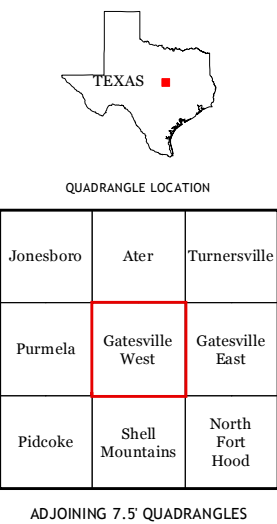 TEXAS
QUADRANGLE LOCATION
Jonesboro
Ater
Turnersville
Purmela
Gatesville
West
Gatesville
East
Pidcoke
Shell
Mountains
North
Fort
Hood
ADJOINING 7.5' QUADRANGLES